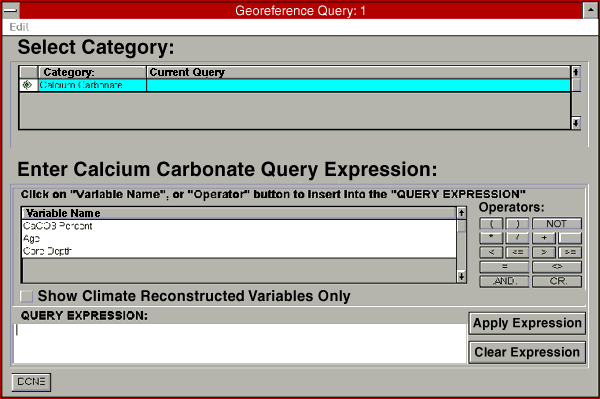 Georeference Query: 1
Edit
Select Category:
Category: Current Query
Calcium Carbonate
Enter Calcium Carbonate Query Expression:
Click on "Variable Name", or "Operator" button to insert into the "QUERY EXPRESSION"
Variable Name
CaCO3 Percent
Age
Core Depth
Operators:
( ) NOT
* / + -
< <= > >=
= <>
.AND. .OR.
Show Climate Reconstructed Variables Only
QUERY EXPRESSION:
Apply Expression
Clear Expression
DONE